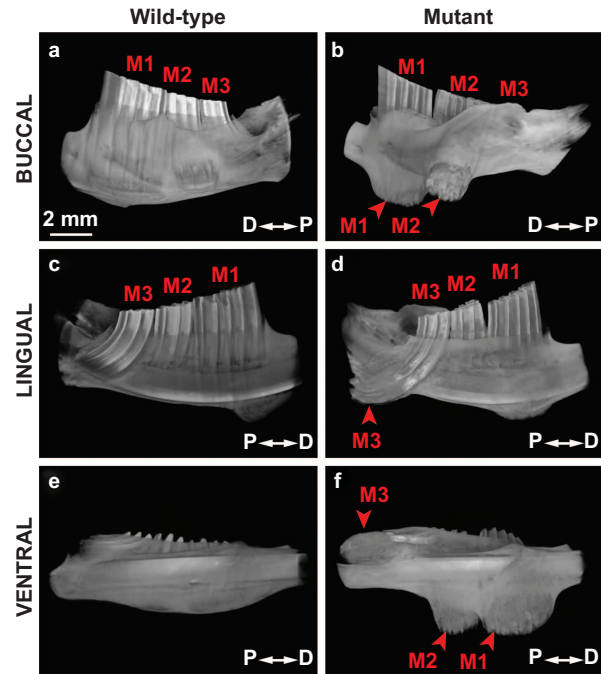 Wild-type Mutant
BUCCAL
a
M1
M2
M3
2 mm
D P
b
M1
M2
M3
M1 M2
D P
LINGUAL
c
M3 M2 M1
P D
d
M3 M2 M1
M3
P D
VENTRAL
e
P D
f
M3
M2 M1
P D